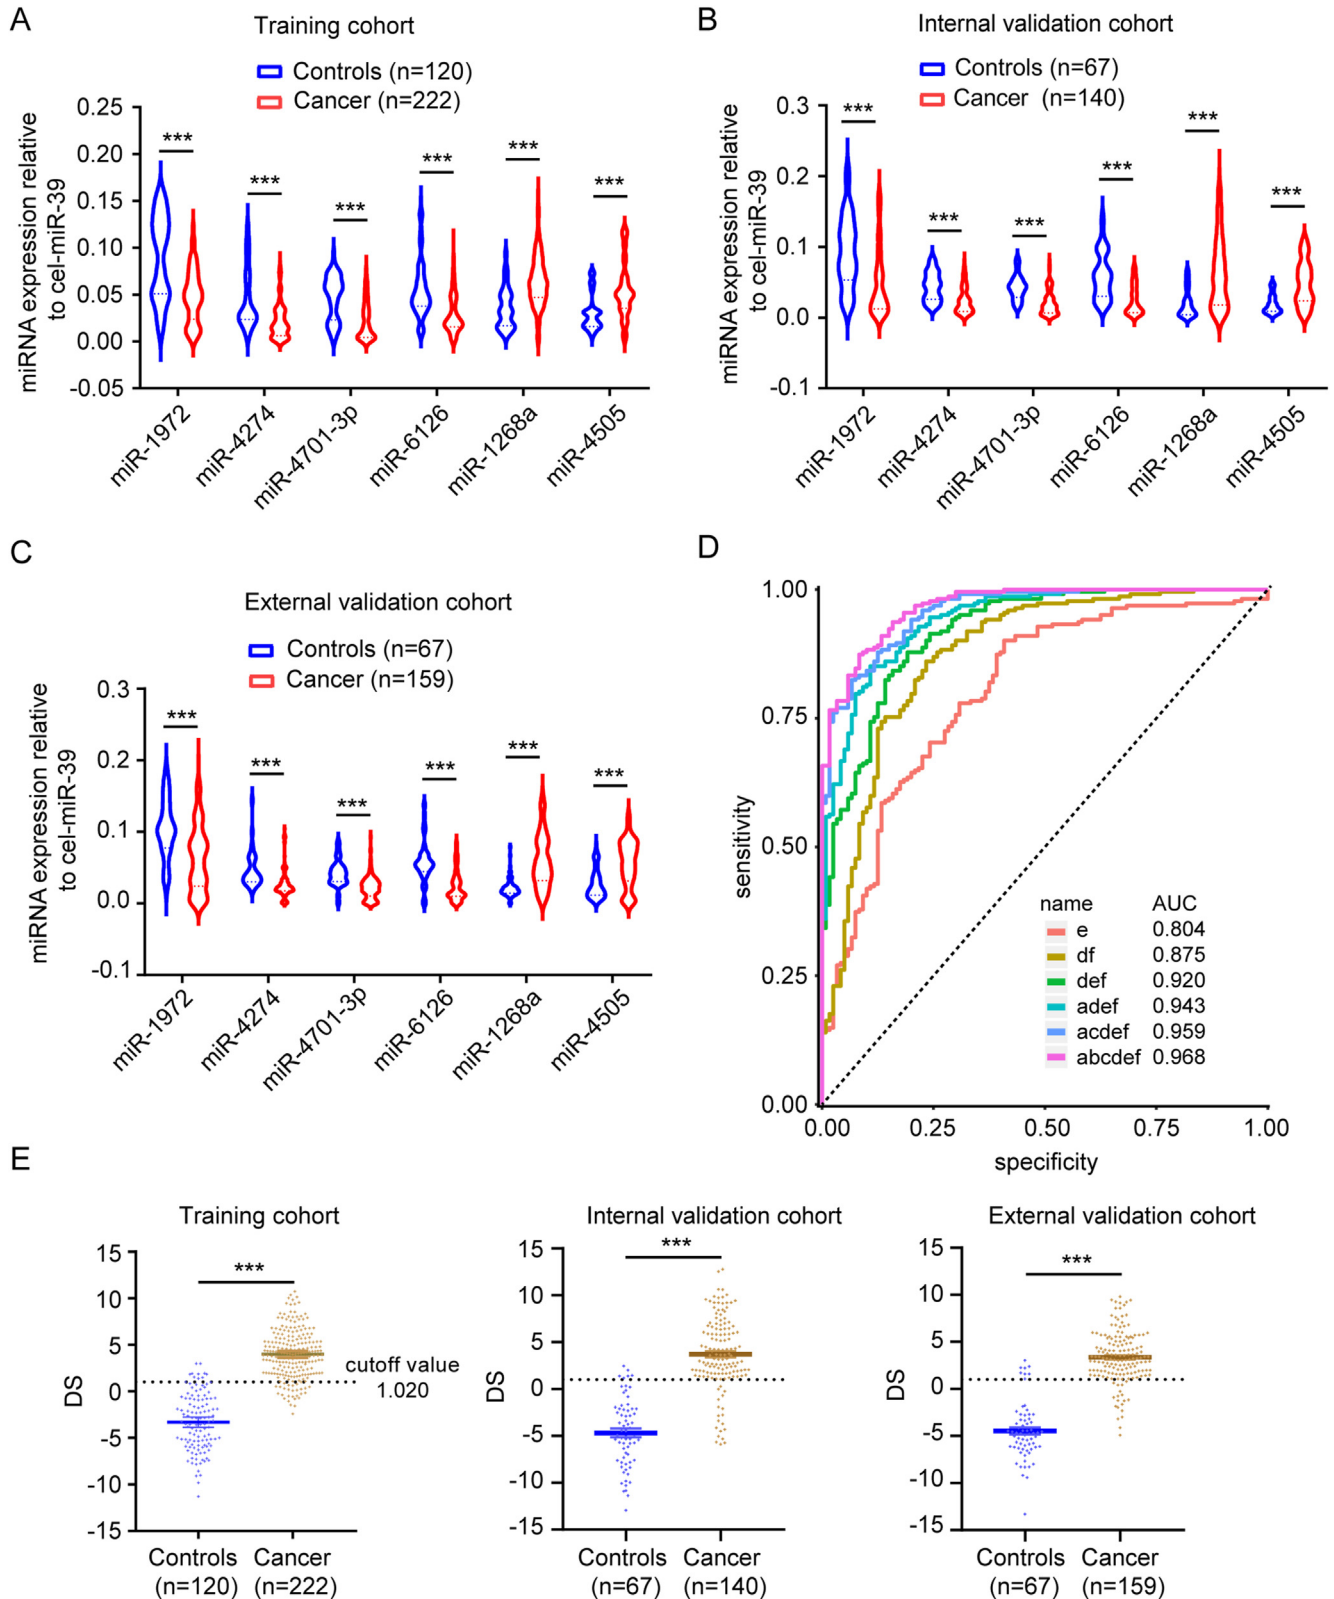 A
Training cohort
Controls (n=120)
Cancer (n=222)
miRNA expression relative
to cel-miR-39
0.25
0.20
0.15
0.10
0.05
0.00
-0.05
*** *** *** *** *** ***
miR-1972 miR-4274 miR-4701-3p miR-6126 miR-1268a miR-4505
B
Internal validation cohort
Controls (n=67)
Cancer (n=140)
miRNA expression relative
to cel-miR-39
0.3
0.2
0.1
0.0
-0.1
*** *** *** *** *** ***
miR-1972 miR-4274 miR-4701-3p miR-6126 miR-1268a miR-4505
C
External validation cohort
Controls (n=67)
Cancer (n=159)
miRNA expression relative
to cel-miR-39
0.3
0.2
0.1
0.0
-0.1
*** *** *** *** *** ***
miR-1972 miR-4274 miR-4701-3p miR-6126 miR-1268a miR-4505
D
sensitivity
1.00
0.75
0.50
0.25
0.00
name AUC
e 0.804
df 0.875
def 0.920
adef 0.943
acdef 0.959
abcdef 0.968
0.00 0.25 0.50 0.75 1.00
specificity
E
Training cohort
DS
15
10
5
0
-5
-10
-15
***
cutoff value
1.020
Controls Cancer
(n=120) (n=222)
Internal validation cohort
DS
15
10
5
0
-5
-10
-15
***
Controls Cancer
(n=67) (n=140)
External validation cohort
DS
15
10
5
0
-5
-10
-15
***
Controls Cancer
(n=67) (n=159)